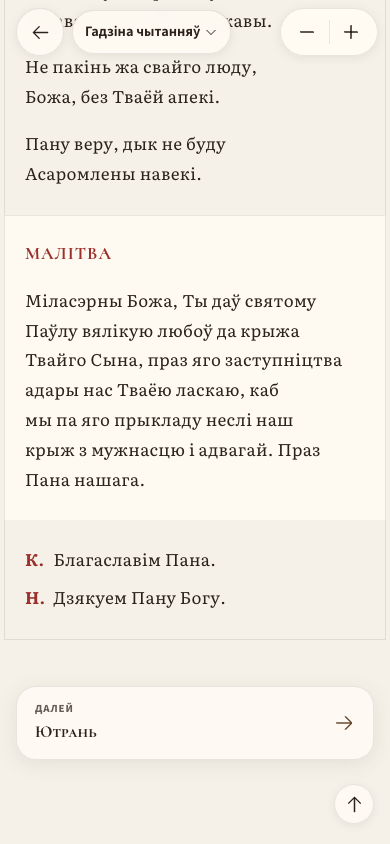 Гадзіна чытанняў
Не пакінь жа свайго люду,
Божа, без Тваёй апекі.
Пану веру, дык не буду
Асаромлены навекі.
МАЛІТВА
Міласэрны Божа, Ты даў святому
Паўлу вялікую любоў да крыжа
Твайго Сына, праз яго заступніцтва
адары нас Тваёю ласкаю, каб
мы па яго прыкладу неслі наш
крыж з мужнасцю і адвагай. Праз
Пана нашага.
К. Благаславім Пана.
Н. Дзякуем Пану Богу.
ДАЛЕЙ
Ютрань